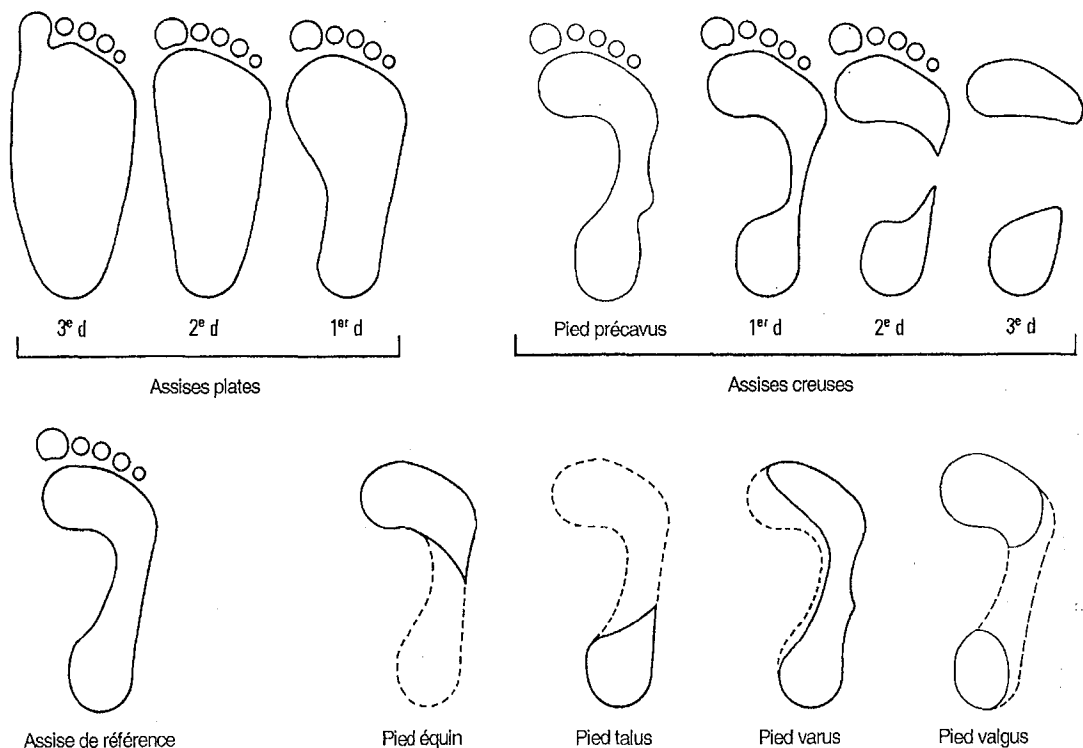 3e d
2e d
1er d
Assises plates
Pied précavus
1er d
2e d
3e d
Assises creuses
Assise de référence
Pied équin
Pied talus
Pied varus
Pied valgus